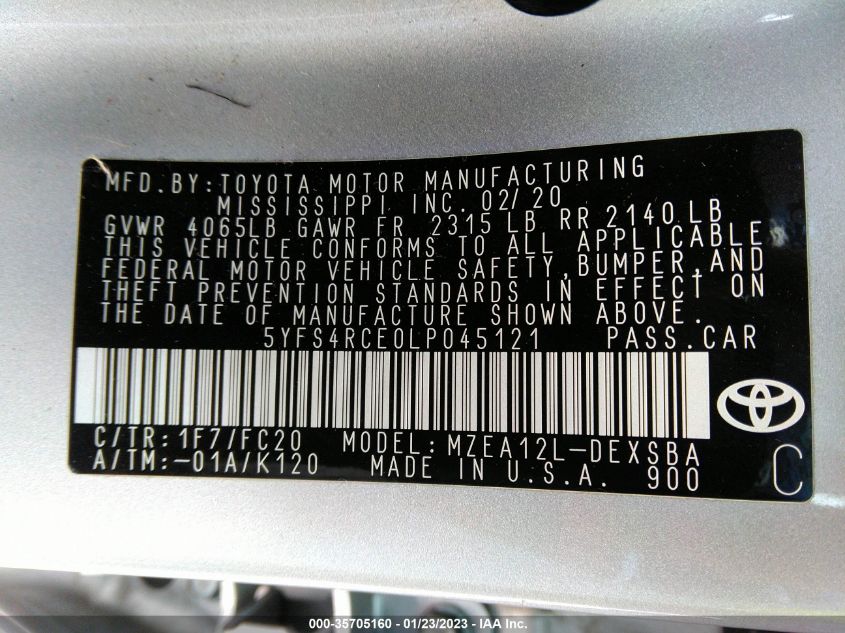 MFD.BY:TOYOTA MOTOR MANUFACTURING
MISSISSIPPI INC. 02/20
GVWR 4065LB GAWR FR 2315 LB RR 2140 LB
THIS VEHICLE CONFORMS TO ALL APPLICABLE
FEDERAL MOTOR VEHICLE SAFETY,BUMPER,AND
THEFT PREVENTION STANDARDS IN EFFECT ON
THE DATE OF MANUFACTURE SHOWN ABOVE.
5YFS4RCE0LP045121 PASS.CAR
C/TR:1F7/FC20 MODEL:MZEA12L-DEXSBA
A/TM:-01A/K120 MADE IN U.S.A. 900
C
000-35705160 - 01/23/2023 - IAA Inc.